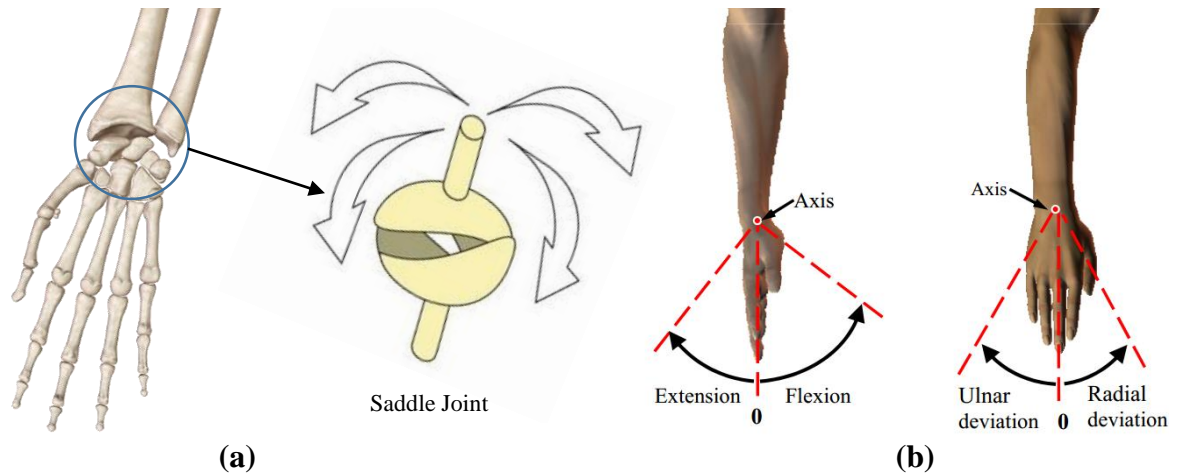 Saddle Joint
(a)
Axis
Extension
Flexion
0
Axis
Ulnar
deviation
0
Radial
deviation
(b)